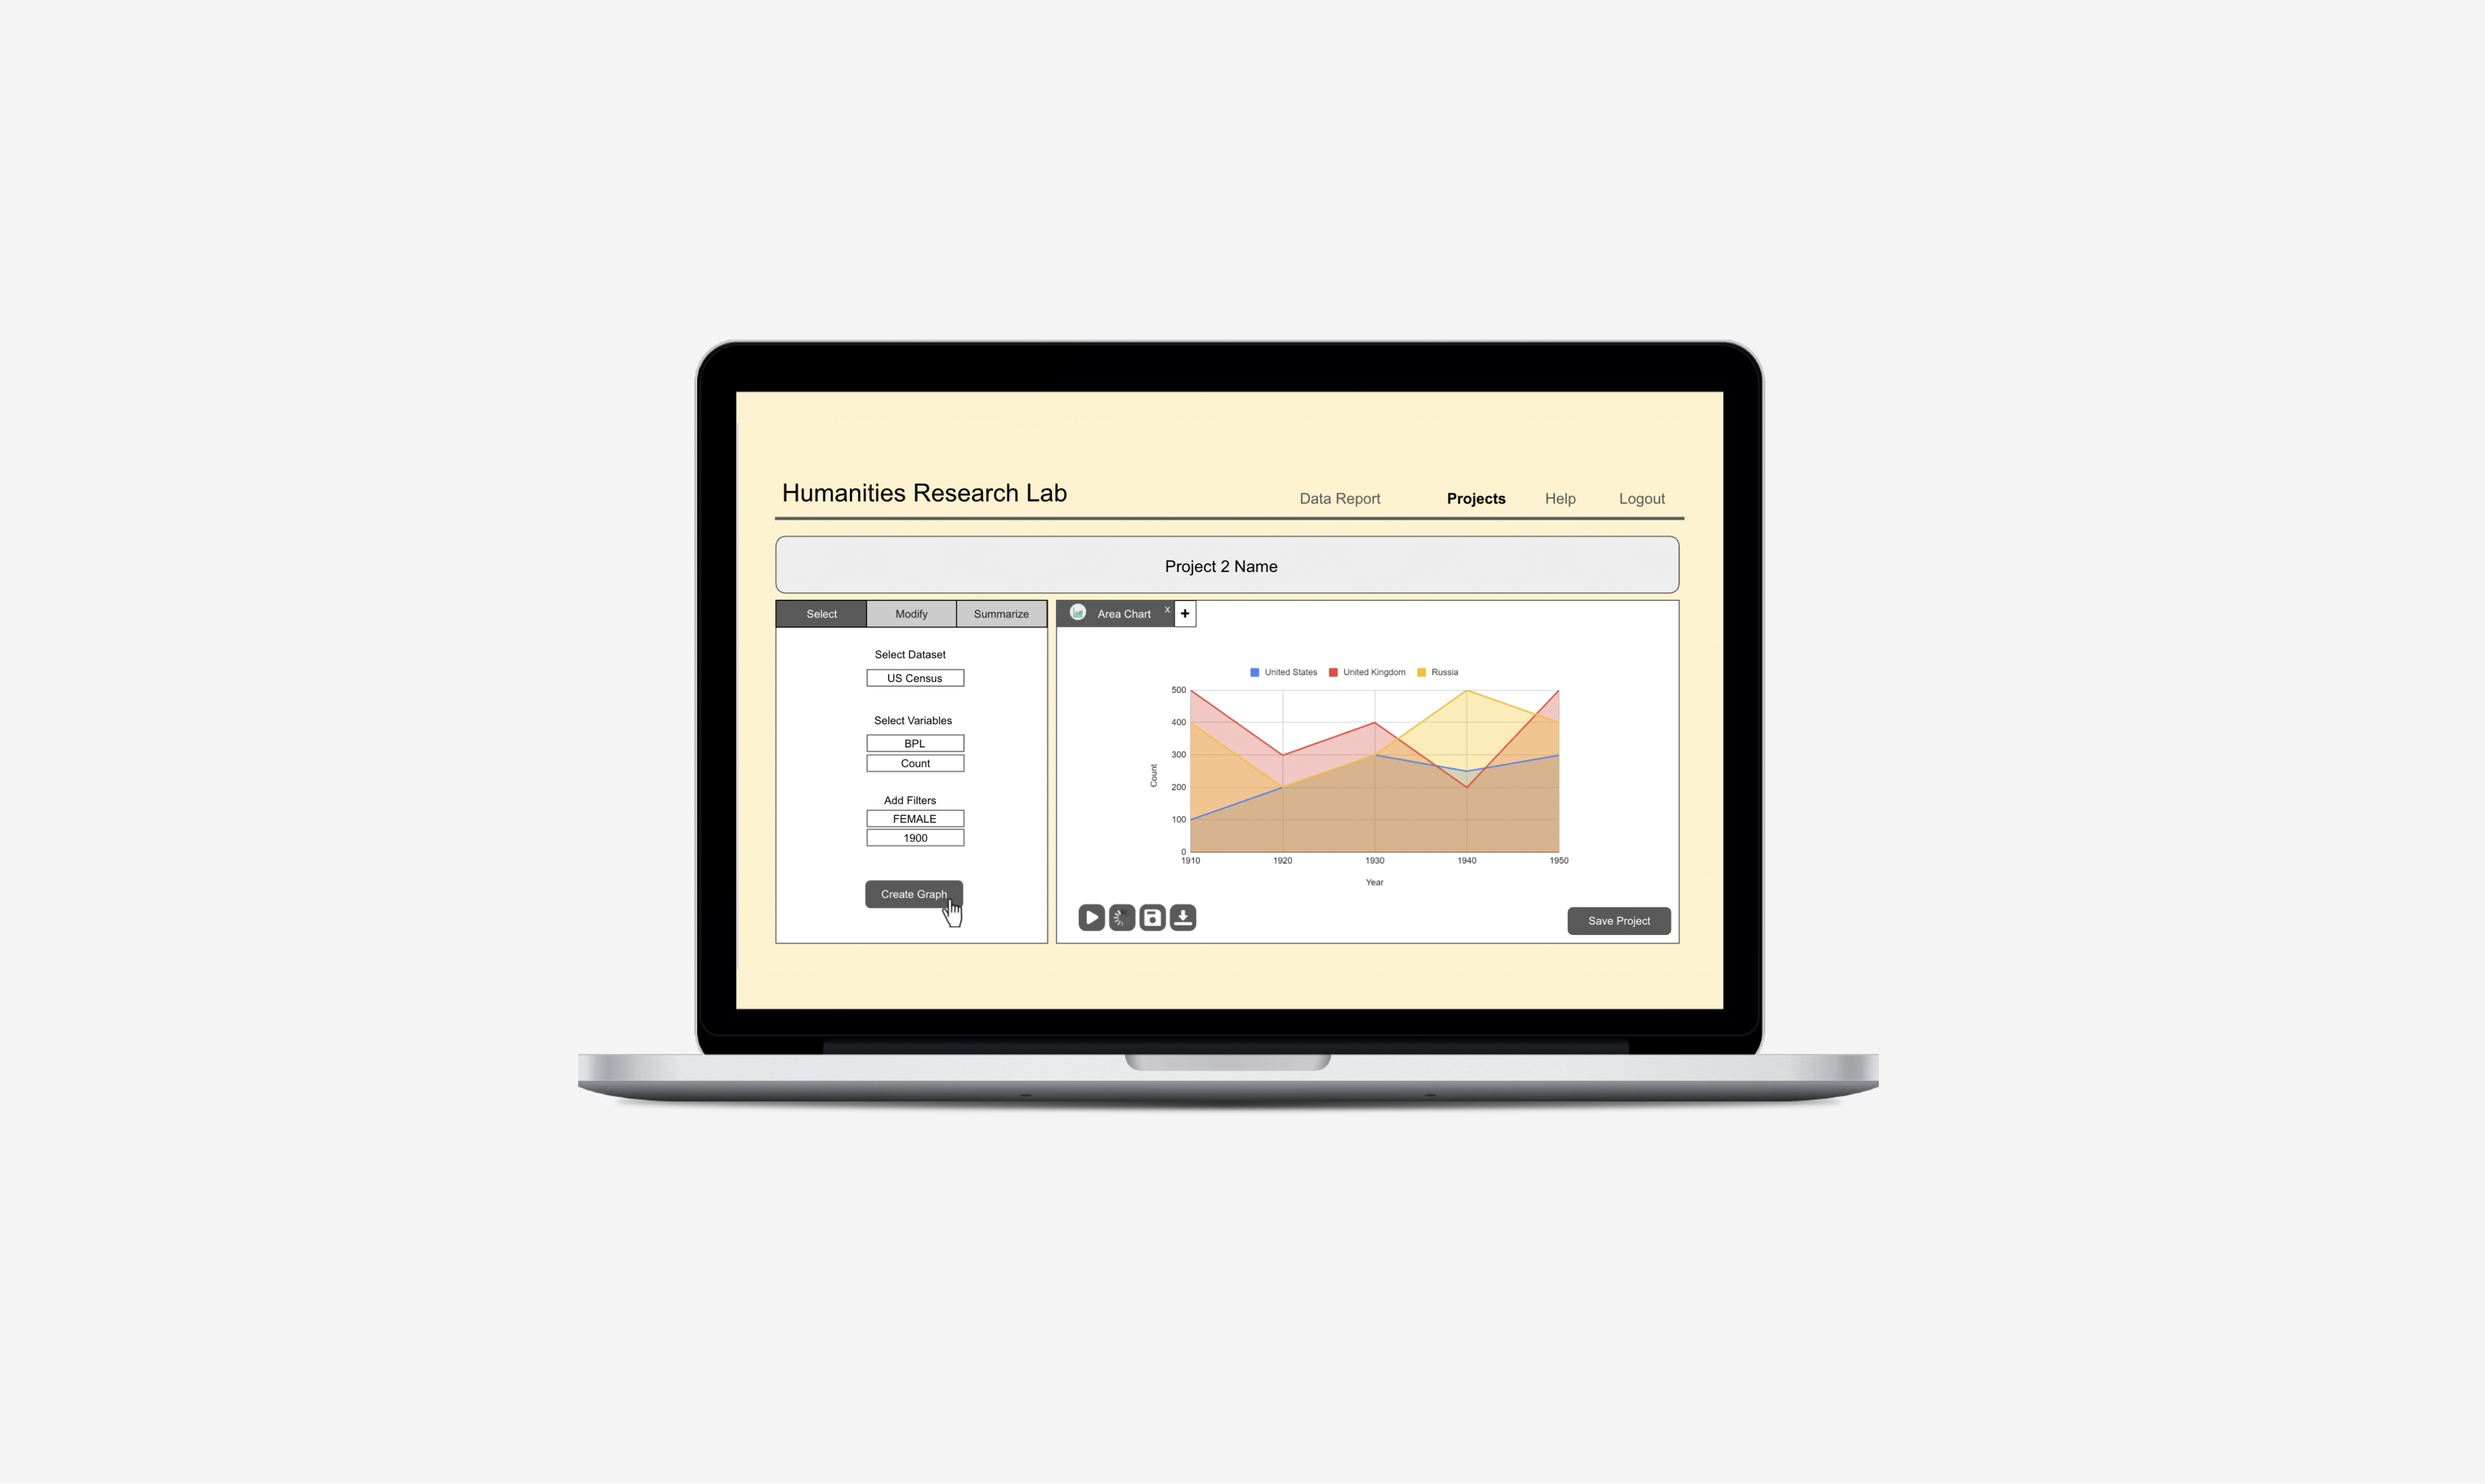 Humanities Research Lab
Data Report Projects Help Logout
Project 2 Name
Select Modify Summarize
Select Dataset
US Census
Select Variables
BPL
Count
Add Filters
FEMALE
1900
Create Graph
Area Chart x +
United States United Kingdom Russia
500
400
300
200
100
0
Count
1910 1920 1930 1940 1950
Year
Save Project